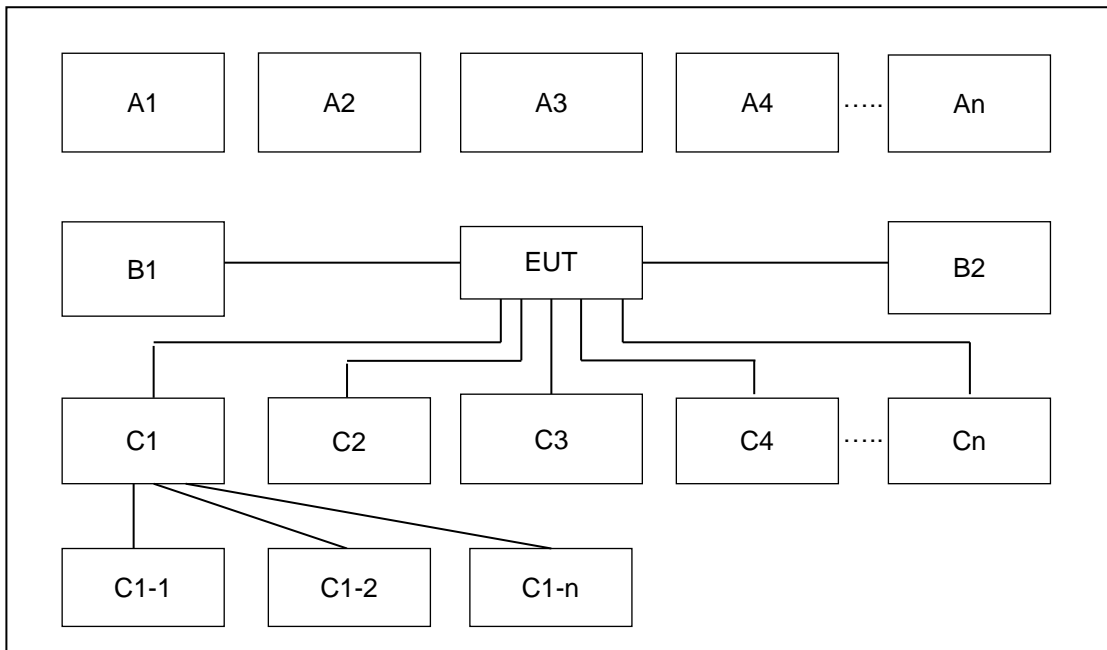 A1 A2 A3 A4 ..... An
B1 EUT B2
C1 C2 C3 C4 ..... Cn
C1-1 C1-2 C1-n